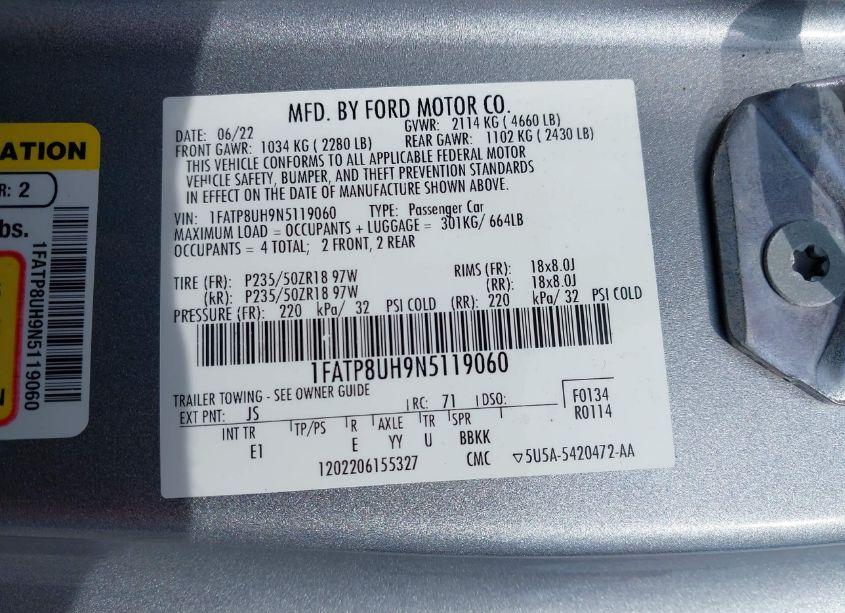 MFD. BY FORD MOTOR CO.
DATE: 06/22 GVWR: 2114 KG ( 4660 LB)
FRONT GAWR: 1034 KG ( 2280 LB) REAR GAWR: 1102 KG ( 2430 LB)
THIS VEHICLE CONFORMS TO ALL APPLICABLE FEDERAL MOTOR
VEHICLE SAFETY, BUMPER, AND THEFT PREVENTION STANDARDS
IN EFFECT ON THE DATE OF MANUFACTURE SHOWN ABOVE.
VIN: 1FATP8UH9N5119060 TYPE: Passenger Car
MAXIMUM LOAD = OCCUPANTS + LUGGAGE = 301KG/ 664LB
OCCUPANTS = 4 TOTAL; 2 FRONT, 2 REAR
TIRE (FR): P235/50ZR18 97W RIMS (FR): 18x8.0J
(RR): P235/50ZR18 97W (RR): 18x8.0J
PRESSURE (FR): 220 kPa/ 32 PSI COLD (RR): 220 kPa/ 32 PSI COLD
1FATP8UH9N5119060
TRAILER TOWING - SEE OWNER GUIDE
EXT PNT: JS RC: 71 DSO: F0134
R0114
INT TR TP/PS R AXLE TR SPR
E1 E YY U BBKK
1202206155327 CMC ▽5U5A-5420472-AA
ATION
R: 2
bs.
1FATP8UH9N5119060
N